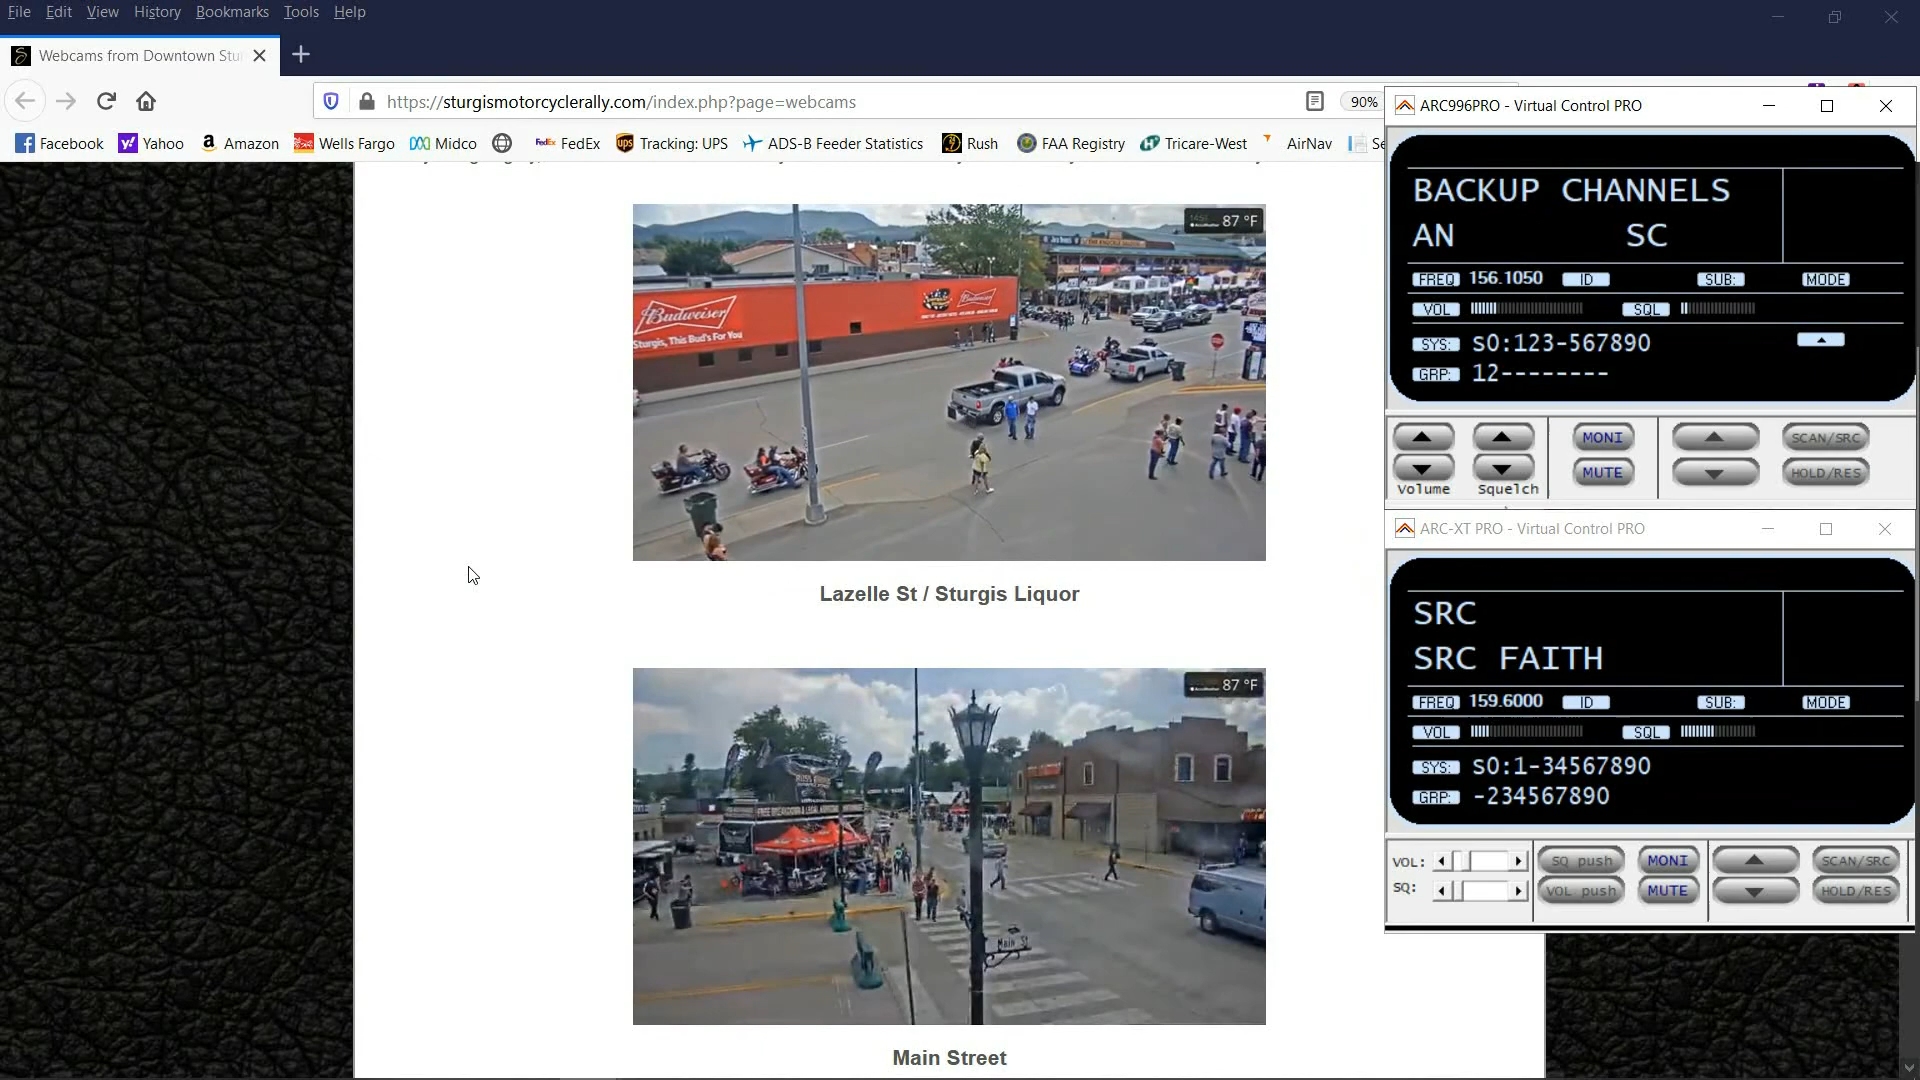 File Edit View History Bookmarks Tools Help
Webcams from Downtown Stu
https://sturgismotorcyclerally.com/index.php?page=webcams
90%
Facebook Yahoo Amazon Wells Fargo Midco FedEx Tracking: UPS ADS-B Feeder Statistics Rush FAA Registry Tricare-West AirNav Se
87 °F
Budweiser
Sturgis, This Bud's For You
Budweiser
Lazelle St / Sturgis Liquor
87 °F
Main St
Main Street
ARC996PRO - Virtual Control PRO
BACKUP CHANNELS
AN SC
FREQ 156.1050 ID SUB: MODE
VOL SQL
SYS: S0:123-567890
GRP: 12--------
MONI SCAN/SRC
MUTE HOLD/RES
Volume Squelch
ARC-XT PRO - Virtual Control PRO
SRC
SRC FAITH
FREQ 159.6000 ID SUB: MODE
VOL SQL
SYS: S0:1-34567890
GRP: -234567890
VOL: SQ push MONI SCAN/SRC
SQ: VOL push MUTE HOLD/RES